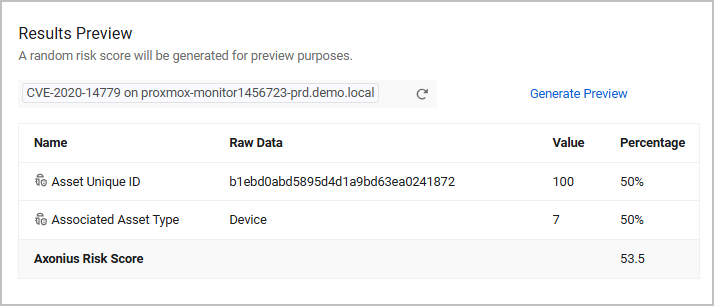 Results Preview
A random risk score will be generated for preview purposes.
CVE-2020-14779 on proxmox-monitor1456723-prd.demo.local Generate Preview
Name Raw Data Value Percentage
Asset Unique ID b1ebd0abd5895d4d1a9bd63ea0241872 100 50%
Associated Asset Type Device 7 50%
Axonius Risk Score 53.5